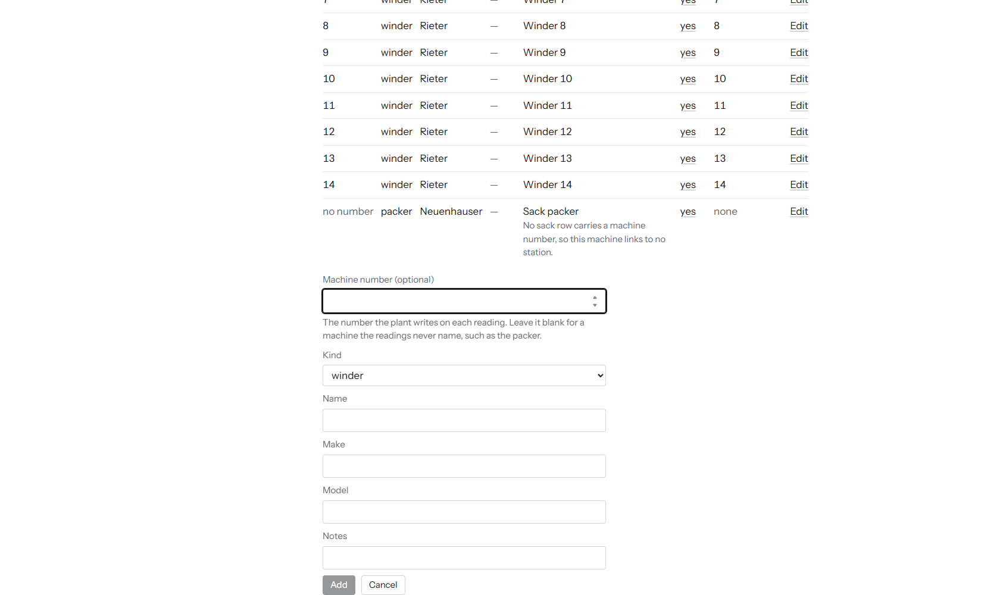 7 winder Rieter — Winder 7 yes 7 Edit
8 winder Rieter — Winder 8 yes 8 Edit
9 winder Rieter — Winder 9 yes 9 Edit
10 winder Rieter — Winder 10 yes 10 Edit
11 winder Rieter — Winder 11 yes 11 Edit
12 winder Rieter — Winder 12 yes 12 Edit
13 winder Rieter — Winder 13 yes 13 Edit
14 winder Rieter — Winder 14 yes 14 Edit
no number packer Neuenhauser — Sack packer yes none Edit
No sack row carries a machine
number, so this machine links to no
station.
Machine number (optional)
The number the plant writes on each reading. Leave it blank for a
machine the readings never name, such as the packer.
Kind
winder
Name
Make
Model
Notes
Add Cancel